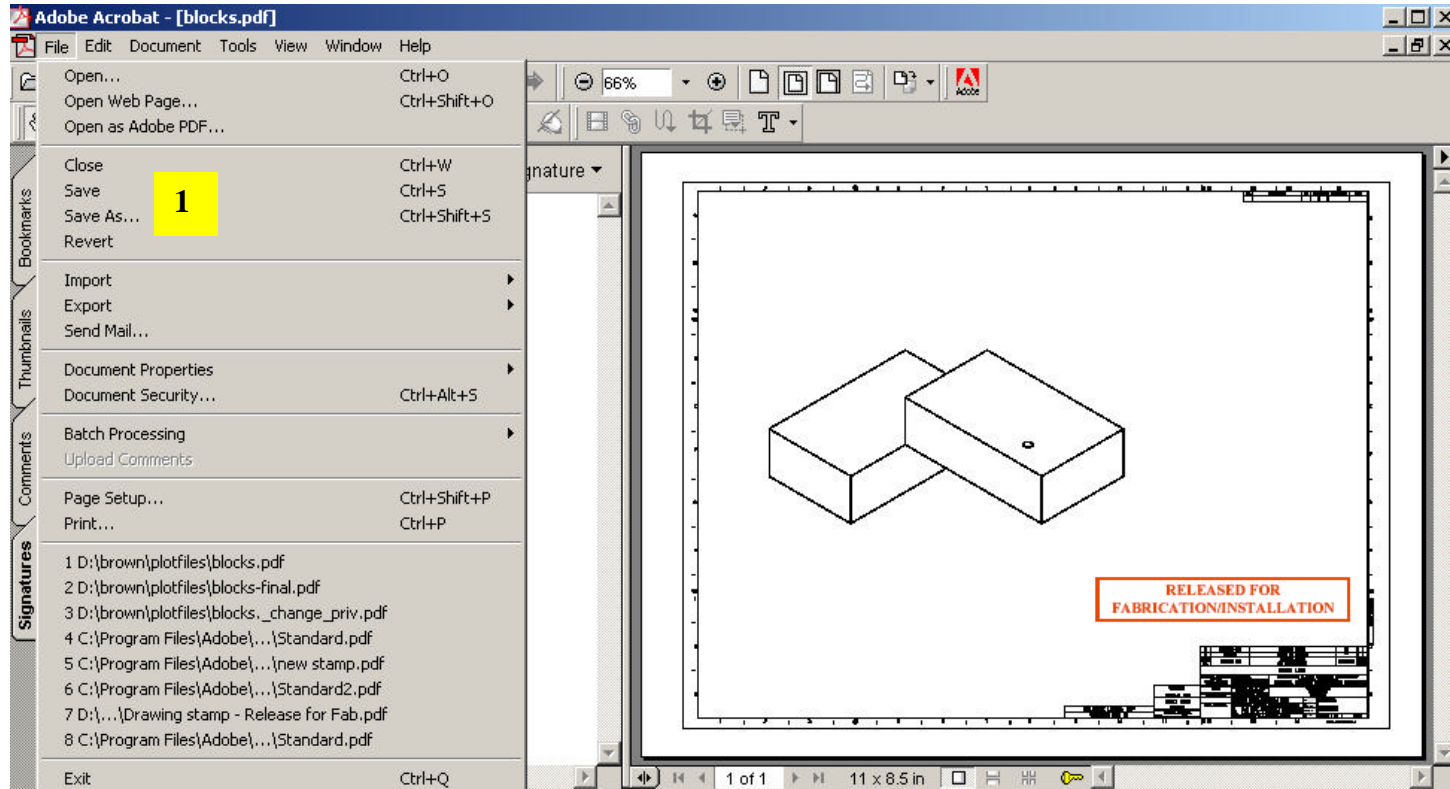 Adobe Acrobat - [blocks.pdf]
File Edit Document Tools View Window Help
Open... Ctrl+O
Open Web Page... Ctrl+Shift+O
Open as Adobe PDF...
Close Ctrl+W
Save Ctrl+S
Save As... Ctrl+Shift+S
Revert
1
Import
Export
Send Mail...
Document Properties
Document Security... Ctrl+Alt+S
Batch Processing
Upload Comments
Page Setup... Ctrl+Shift+P
Print... Ctrl+P
1 D:\brown\plotfiles\blocks.pdf
2 D:\brown\plotfiles\blocks-final.pdf
3 D:\brown\plotfiles\blocks._change_priv.pdf
4 C:\Program Files\Adobe\...\Standard.pdf
5 C:\Program Files\Adobe\...\new stamp.pdf
6 C:\Program Files\Adobe\...\Standard2.pdf
7 D:\...\Drawing stamp - Release for Fab.pdf
8 C:\Program Files\Adobe\...\Standard.pdf
Exit Ctrl+Q
Bookmarks
Thumbnails
Comments
Signatures
66%
Adobe
T
gnature
RELEASED FOR
FABRICATION/INSTALLATION
1 of 1 11 x 8.5 in